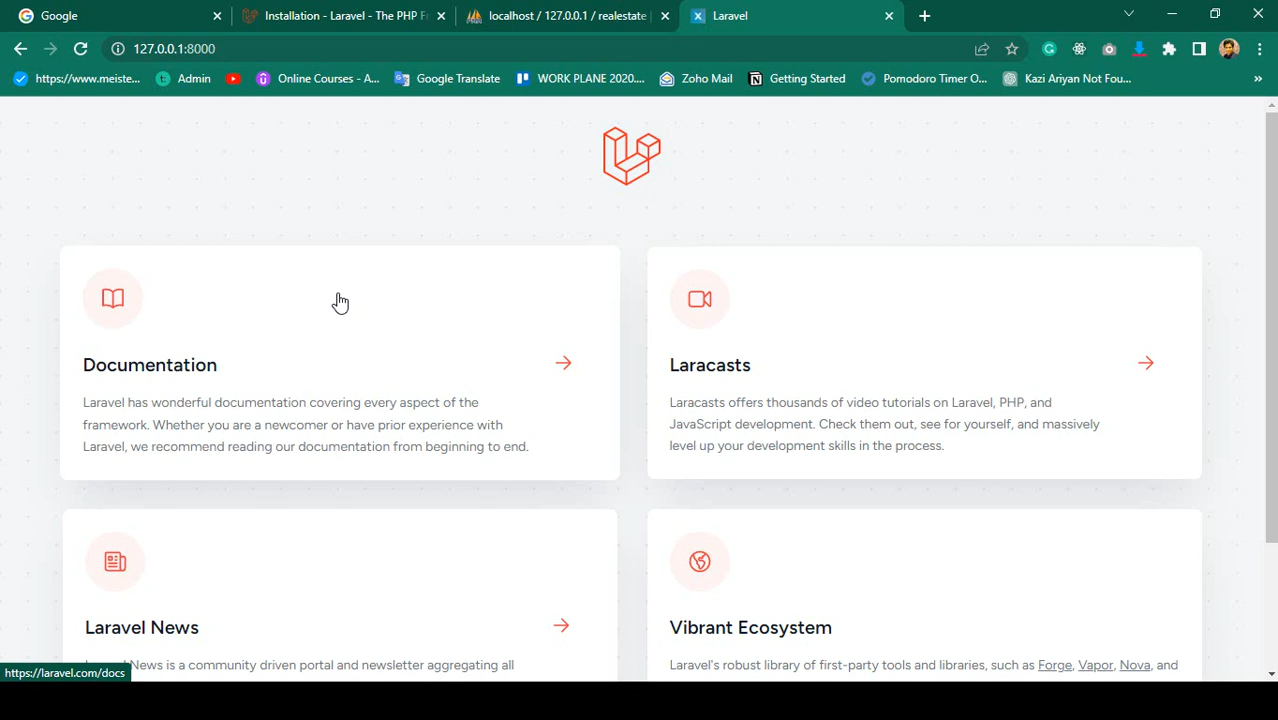 Google
Installation - Laravel - The PHP Fr
localhost / 127.0.0.1 / realestate |
Laravel
127.0.0.1:8000
https://www.meiste...
Admin
Online Courses - A...
Google Translate
WORK PLANE 2020....
Zoho Mail
Getting Started
Pomodoro Timer O...
Kazi Ariyan Not Fou...
Documentation
Laravel has wonderful documentation covering every aspect of the
framework. Whether you are a newcomer or have prior experience with
Laravel, we recommend reading our documentation from beginning to end.
Laracasts
Laracasts offers thousands of video tutorials on Laravel, PHP, and
JavaScript development. Check them out, see for yourself, and massively
level up your development skills in the process.
Laravel News
News is a community driven portal and newsletter aggregating all
Vibrant Ecosystem
Laravel's robust library of first-party tools and libraries, such as Forge, Vapor, Nova, and
https://laravel.com/docs